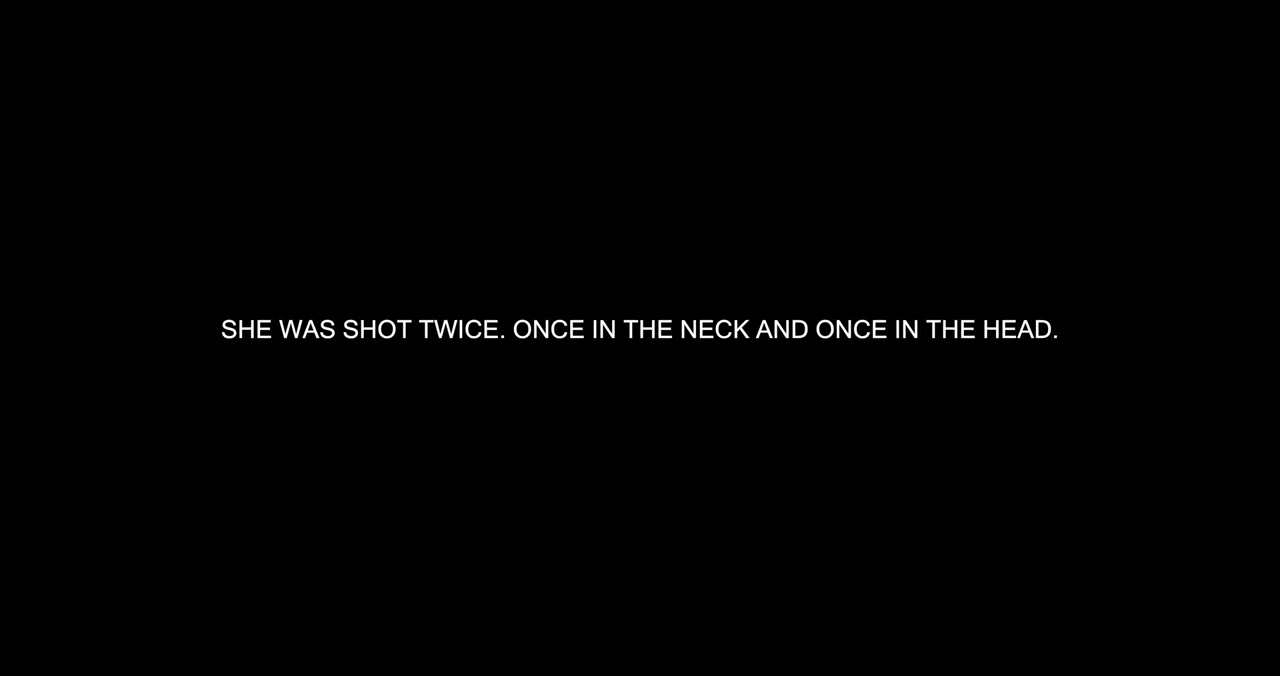 SHE WAS SHOT TWICE. ONCE IN THE NECK AND ONCE IN THE HEAD.